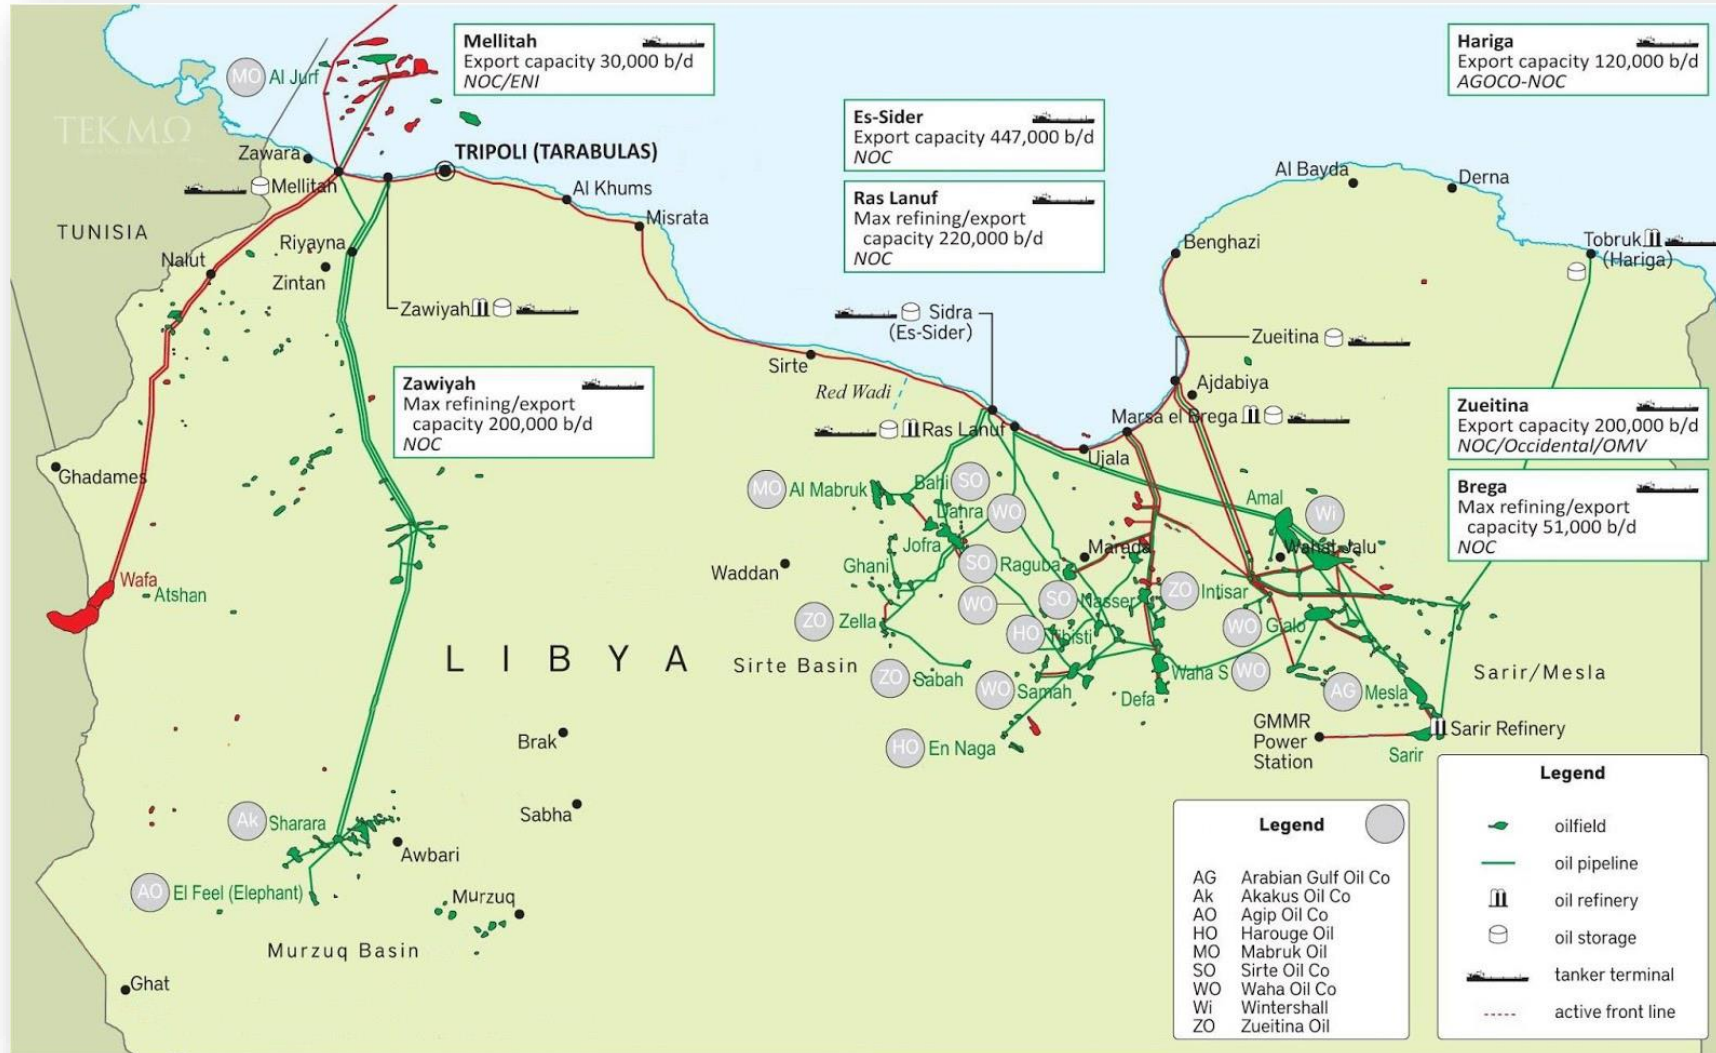 Mellitah
Export capacity 30,000 b/d
NOC/ENI
Hariga
Export capacity 120,000 b/d
AGOCO-NOC
MO Al Jurf
TEKMΩ
Es-Sider
Export capacity 447,000 b/d
NOC
Zawara
TRIPOLI (TARABULAS)
Mellitah
Al Khums
Al Bayda
Derna
Ras Lanuf
Max refining/export
capacity 220,000 b/d
NOC
Misrata
TUNISIA
Riyayna
Nalut
Zintan
Benghazi
Tobruk
(Hariga)
Zawiyah
Sidra
(Es-Sider)
Zueitina
Sirte
Red Wadi
Zawiyah
Max refining/export
capacity 200,000 b/d
NOC
Ajdabiya
Marsa el Brega
Zueitina
Export capacity 200,000 b/d
NOC/Occidental/OMV
Ras Lanuf
Ujala
Ghadames
Brega
Max refining/export
capacity 51,000 b/d
NOC
MO Al Mabruk
Bahi SO
Dahra WO
Amal
Wi
Jofra
Marada
Wahat Jalu
Ghani
SO Raguba
Waddan
Wafa
Atshan
WO
SO Nasser
ZO Intisar
ZO Zella
HO Tibisti
WO Gialo
LIBYA
Sirte Basin
ZO Sabah
WO Samah
Waha S WO
Defa
AG Mesla
Sarir/Mesla
HO En Naga
GMMR
Power
Station
Sarir Refinery
Sarir
Brak
Sabha
Ak Sharara
Awbari
AO El Feel (Elephant)
Murzuq
Murzuq Basin
Ghat
Legend
AG Arabian Gulf Oil Co
Ak Akakus Oil Co
AO Agip Oil Co
HO Harouge Oil
MO Mabruk Oil
SO Sirte Oil Co
WO Waha Oil Co
Wi Wintershall
ZO Zueitina Oil
Legend
oilfield
oil pipeline
oil refinery
oil storage
tanker terminal
active front line